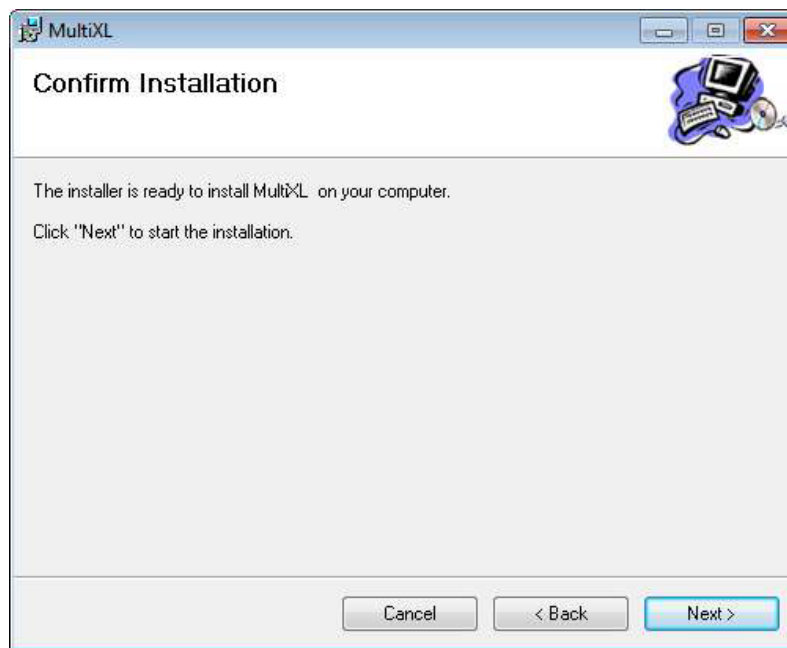 MultiXL
Confirm Installation
The installer is ready to install MultiXL on your computer.
Click "Next" to start the installation.
Cancel
< Back
Next >